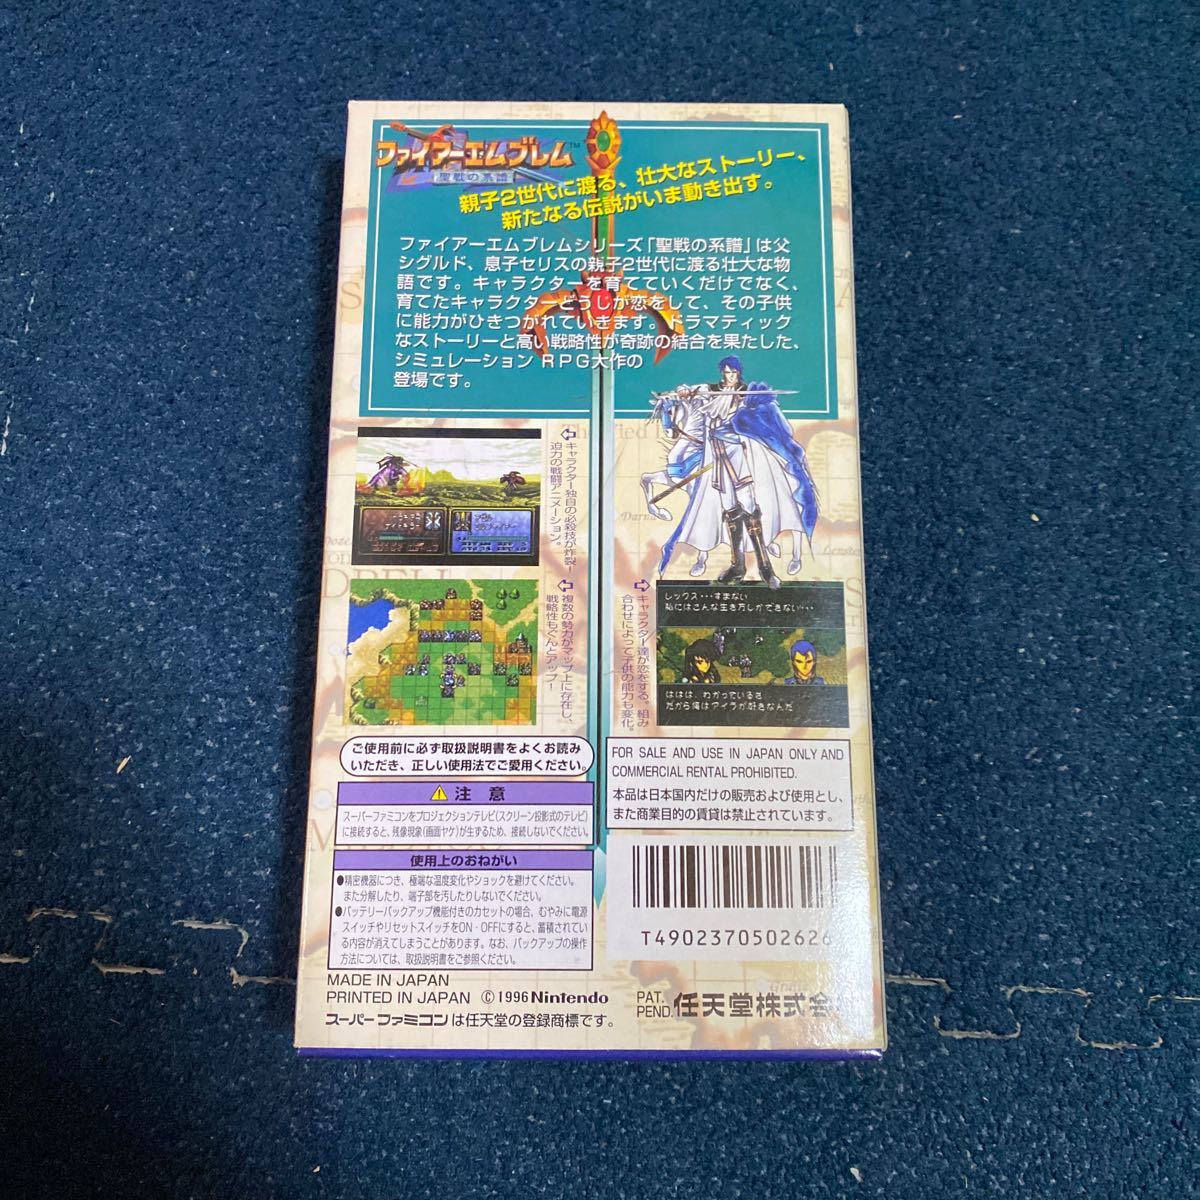 ファイアーエムブレム™
聖戦の系譜
親子2世代に渡る、壮大なストーリー、
新たなる伝説がいま動き出す。
ファイアーエムブレムシリーズ「聖戦の系譜」は父
シグルド、息子セリスの親子2世代に渡る壮大な物
語です。キャラクターを育てていくだけでなく、
育てたキャラクターどうしが恋をして、その子供
に能力がひきつがれていきます。ドラマティック
なストーリーと高い戦略性が奇跡の結合を果たした、
シミュレーションRPG大作の
登場です。
キャラクター独自の必殺技が炸裂!
迫力の戦闘アニメーション。
複数の勢力がマップ上に存在し、
戦略性もぐんとアップ!
キャラクター達が恋をする。組み
合わせによって子供の能力も変化。
レックス・・・すまない
私にはこんな生き方しかできない・・・
ははは、わかっているさ
だから俺はアイラが好きなんだ
ご使用前に必ず取扱説明書をよくお読み
いただき、正しい使用法でご愛用ください。
注意
スーパーファミコンをプロジェクションテレビ(スクリーン投影式のテレビ)
に接続すると、残像現象(画面ヤケ)が生ずるため、接続しないでください。
使用上のおねがい
●精密機器につき、極端な温度変化やショックを避けてください。
また分解したり、端子部を汚したりしないでください。
●バッテリーバックアップ機能付きのカセットの場合、むやみに電源
スイッチやリセットスイッチをON・OFFにすると、蓄積されてい
る内容が消えてしまうことがあります。なお、バックアップの操作
方法については、取扱説明書をご参照ください。
FOR SALE AND USE IN JAPAN ONLY AND
COMMERCIAL RENTAL PROHIBITED.
本品は日本国内だけの販売および使用とし、
また商業目的の賃貸は禁止されています。
T4902370502626
MADE IN JAPAN
PRINTED IN JAPAN ©1996 Nintendo
スーパーファミコンは任天堂の登録商標です。
PAT.
PEND.
任天堂株式会